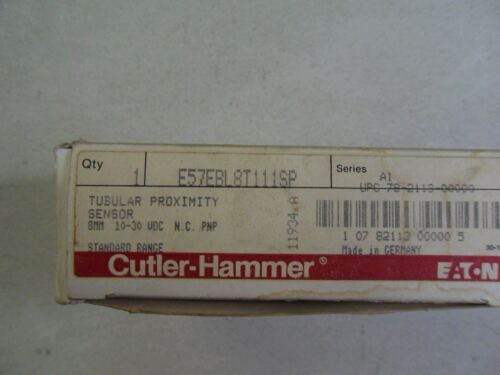 Qty 1 E57EBL8T111SP Series A1
UPC 78-2113-00000
TUBULAR PROXIMITY
SENSOR
8MM 10-30 VDC N.C. PNP
STANDARD RANGE
11934.A
1 07 82113 00000 5
Made in GERMANY
Cutler-Hammer®
EATON